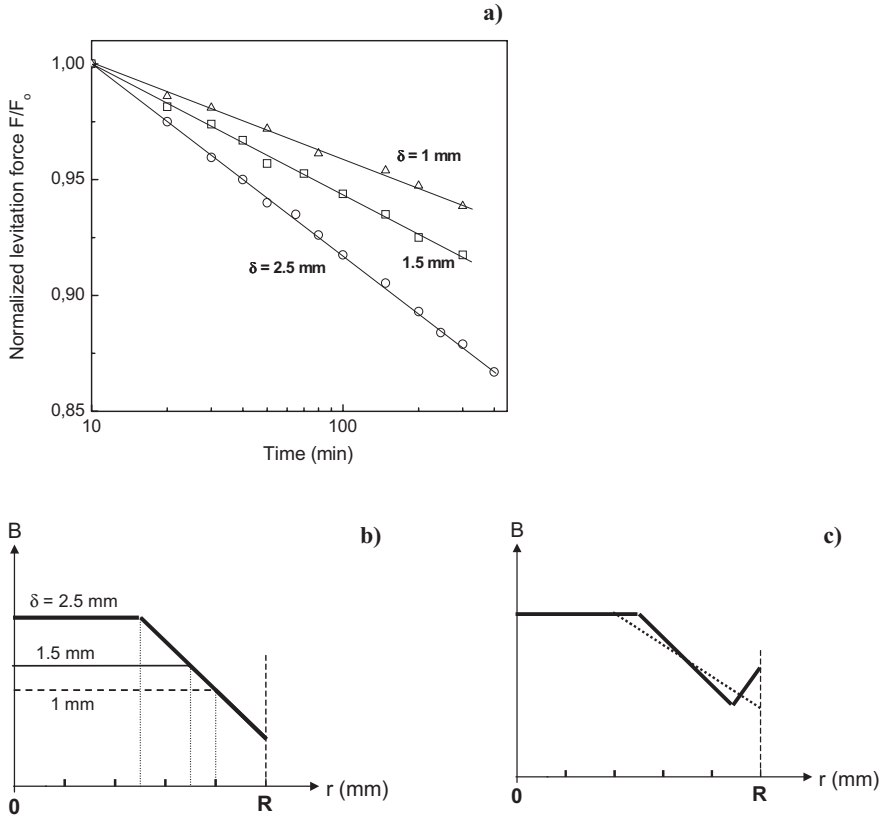 a)
Normalized levitation force F/Fo
1,00
0,95
0,90
0,85
δ = 1 mm
1.5 mm
δ = 2.5 mm
10
100
Time (min)
b)
B
δ = 2.5 mm
1.5 mm
1 mm
0
R
r (mm)
c)
B
0
R
r (mm)